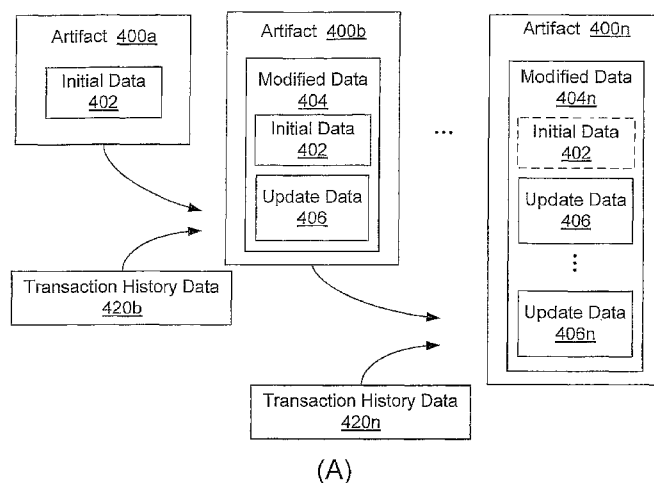 Artifact 400a
Initial Data
402
Artifact 400b
Modified Data
404
Initial Data
402
Update Data
406
...
Artifact 400n
Modified Data
404n
Initial Data
402
Update Data
406
...
Update Data
406n
Transaction History Data
420b
Transaction History Data
420n
(A)